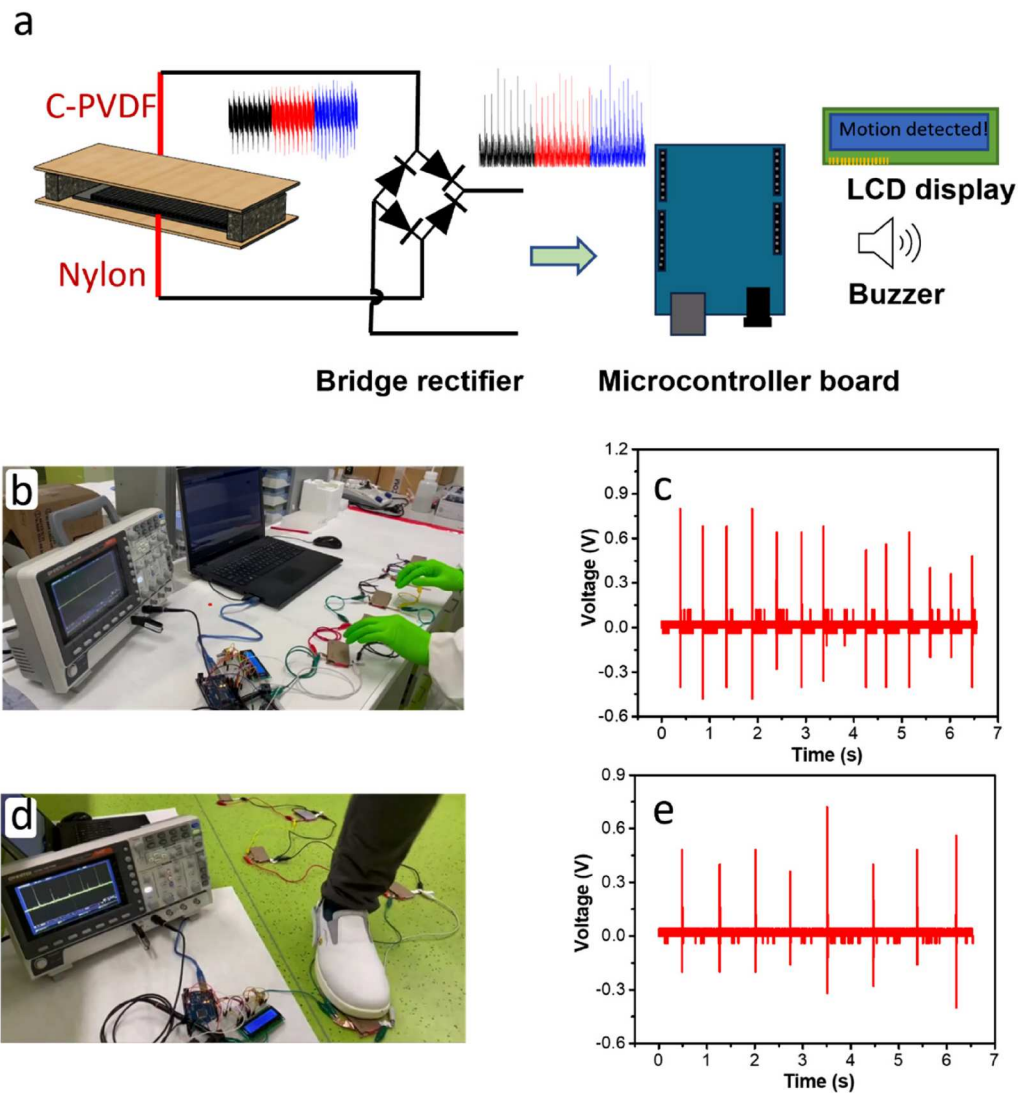 a
C-PVDF
Nylon
Motion detected!
LCD display
Buzzer
Bridge rectifier
Microcontroller board
b
c
1.2
0.9
0.6
0.3
0.0
-0.3
-0.6
Voltage (V)
0 1 2 3 4 5 6 7
Time (s)
d
e
0.9
0.6
0.3
0.0
-0.3
-0.6
Voltage (V)
0 1 2 3 4 5 6 7
Time (s)